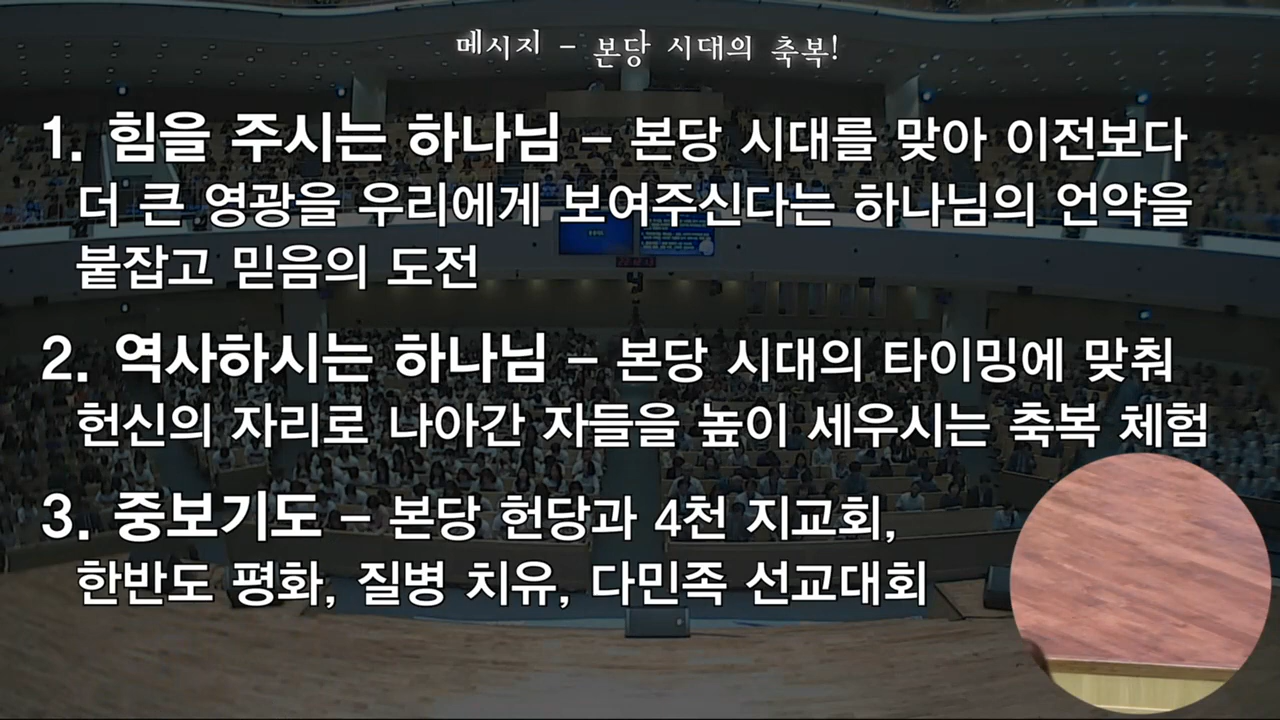 메시지 - 본당 시대의 축복!
1. 힘을 주시는 하나님 - 본당 시대를 맞아 이전보다
더 큰 영광을 우리에게 보여주신다는 하나님의 언약을
붙잡고 믿음의 도전
2. 역사하시는 하나님 - 본당 시대의 타이밍에 맞춰
헌신의 자리로 나아간 자들을 높이 세우시는 축복 체험
3. 중보기도 - 본당 헌당과 4천 지교회,
한반도 평화, 질병 치유, 다민족 선교대회